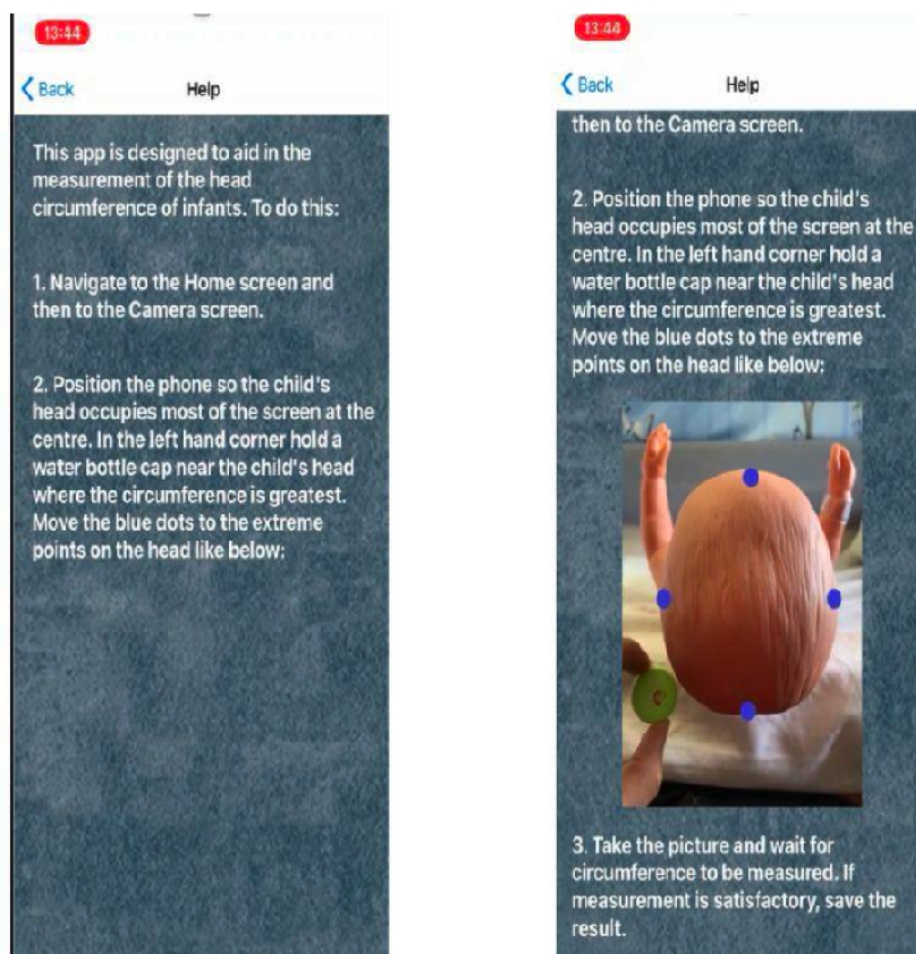 13:44
Back
Help
This app is designed to aid in the
measurement of the head
circumference of infants. To do this:
1. Navigate to the Home screen and
then to the Camera screen.
2. Position the phone so the child's
head occupies most of the screen at the
centre. In the left hand corner hold a
water bottle cap near the child's head
where the circumference is greatest.
Move the blue dots to the extreme
points on the head like below:
13:44
Back
Help
then to the Camera screen.
2. Position the phone so the child's
head occupies most of the screen at the
centre. In the left hand corner hold a
water bottle cap near the child's head
where the circumference is greatest.
Move the blue dots to the extreme
points on the head like below:
3. Take the picture and wait for
circumference to be measured. If
measurement is satisfactory, save the
result.